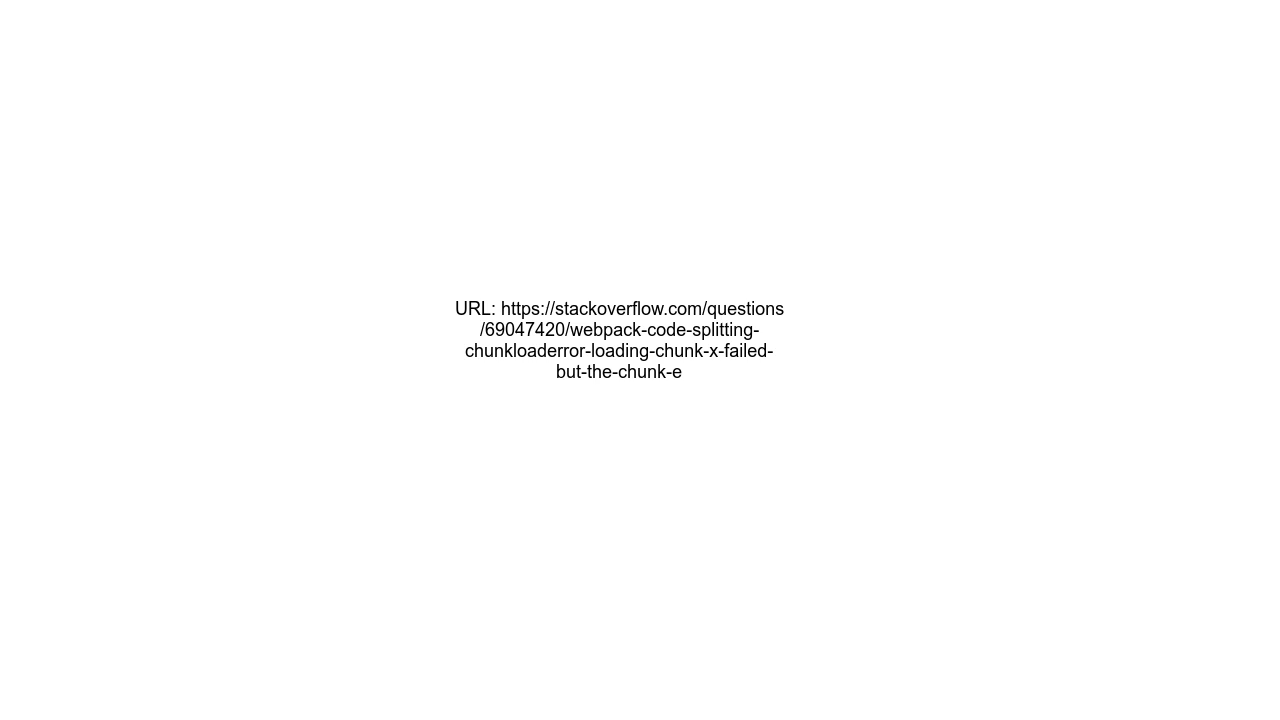 URL: https://stackoverflow.com/questions
/69047420/webpack-code-splitting-
chunkloaderror-loading-chunk-x-failed-
but-the-chunk-e